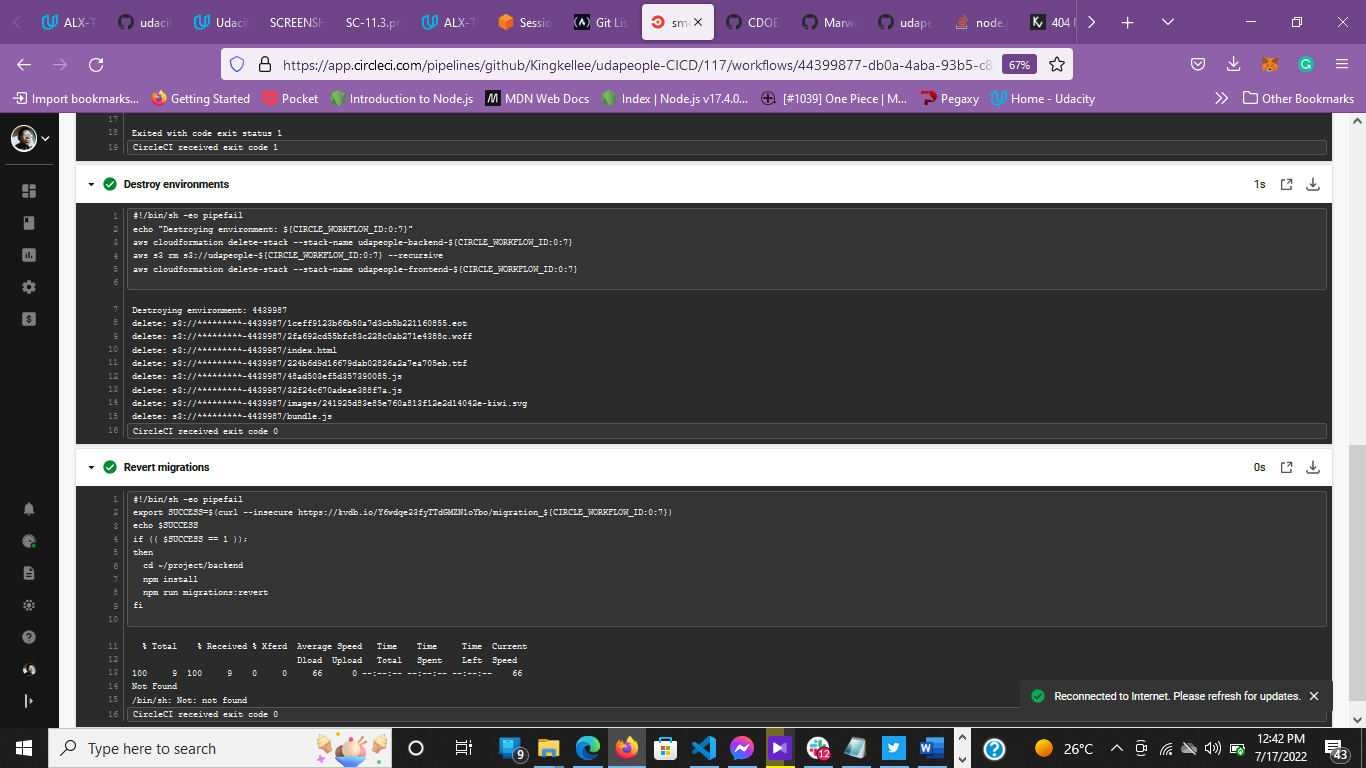 ALX-T
udacit
Udacit
SCREENSH
SC-11.3.pn
ALX-T
Sessio
Git Lis
smo
CDOE
Marw
udape
node.
404 N
https://app.circleci.com/pipelines/github/Kingkellee/udapeople-CICD/117/workflows/44399877-db0a-4aba-93b5-c8
67%
Import bookmarks...
Getting Started
Pocket
Introduction to Node.js
MDN Web Docs
Index | Node.js v17.4.0...
[#1039] One Piece | M...
Pegaxy
Home - Udacity
Other Bookmarks
17
18 Exited with code exit status 1
19 CircleCI received exit code 1
Destroy environments
1s
1 #!/bin/sh -eo pipefail
2 echo "Destroying environment: ${CIRCLE_WORKFLOW_ID:0:7}"
3 aws cloudformation delete-stack --stack-name udapeople-backend-${CIRCLE_WORKFLOW_ID:0:7}
4 aws s3 rm s3://udapeople-${CIRCLE_WORKFLOW_ID:0:7} --recursive
5 aws cloudformation delete-stack --stack-name udapeople-frontend-${CIRCLE_WORKFLOW_ID:0:7}
6
7 Destroying environment: 4439987
8 delete: s3://*********-4439987/1ceff9123b66b50a7d3cb5b221160855.eot
9 delete: s3://*********-4439987/2fa692cd55bfc83c228c0ab271e4388c.woff
10 delete: s3://*********-4439987/index.html
11 delete: s3://*********-4439987/224b6d9d16679dab02826a2a7ea705eb.ttf
12 delete: s3://*********-4439987/48ad503ef5d357390085.js
13 delete: s3://*********-4439987/32f24c670adeae388f7a.js
14 delete: s3://*********-4439987/images/241925d83e85e760a813f12e2d14042e-kiwi.svg
15 delete: s3://*********-4439987/bundle.js
16 CircleCI received exit code 0
Revert migrations
0s
1 #!/bin/sh -eo pipefail
2 export SUCCESS=$(curl --insecure https://kvdb.io/Y6wdqe23fyTTdGMZN1oYbo/migration_${CIRCLE_WORKFLOW_ID:0:7})
3 echo $SUCCESS
4 if (( $SUCCESS == 1 ));
5 then
6 cd ~/project/backend
7 npm install
8 npm run migrations:revert
9 fi
10
11 % Total % Received % Xferd Average Speed Time Time Time Current
12 Dload Upload Total Spent Left Speed
13 100 9 100 9 0 0 66 0 --:--:-- --:--:-- --:--:-- 66
14 Not Found
15 /bin/sh: Not: not found
16 CircleCI received exit code 0
Reconnected to Internet. Please refresh for updates.
Type here to search
9
12
26°C
12:42 PM
7/17/2022
43